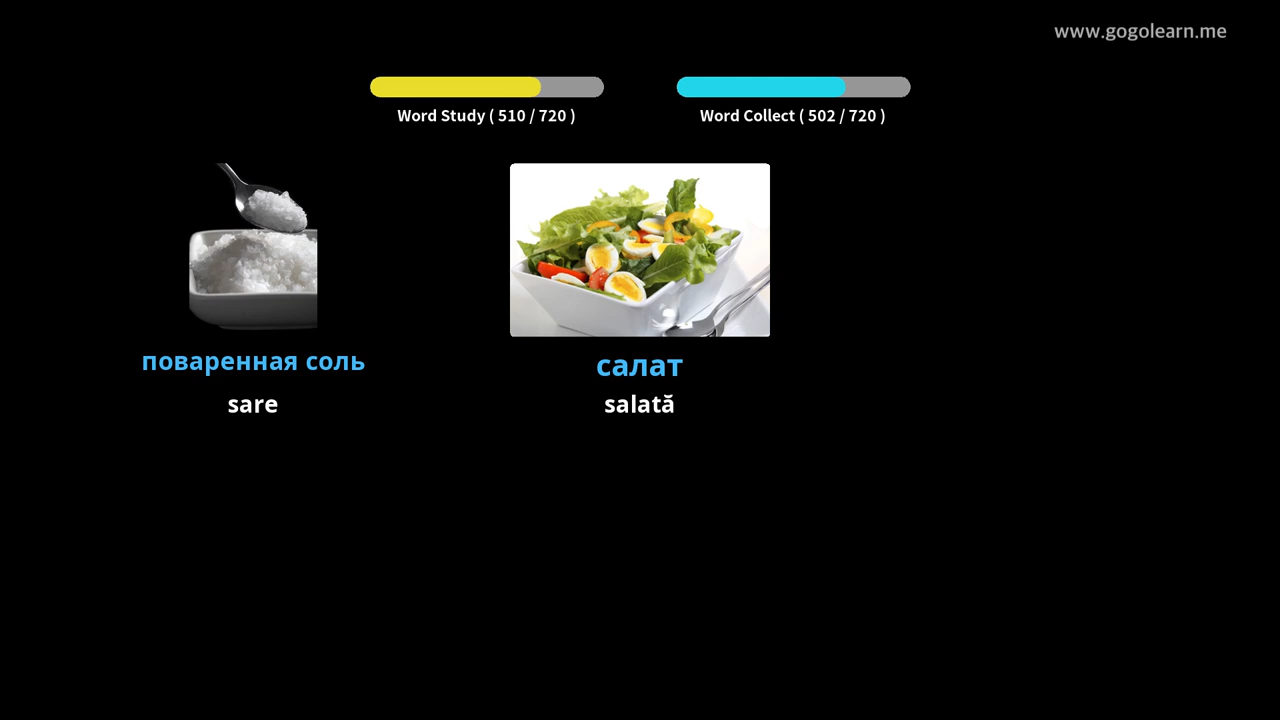 www.gogolearn.me
Word Study ( 510 / 720 )
Word Collect ( 502 / 720 )
поваренная соль
sare
салат
salată